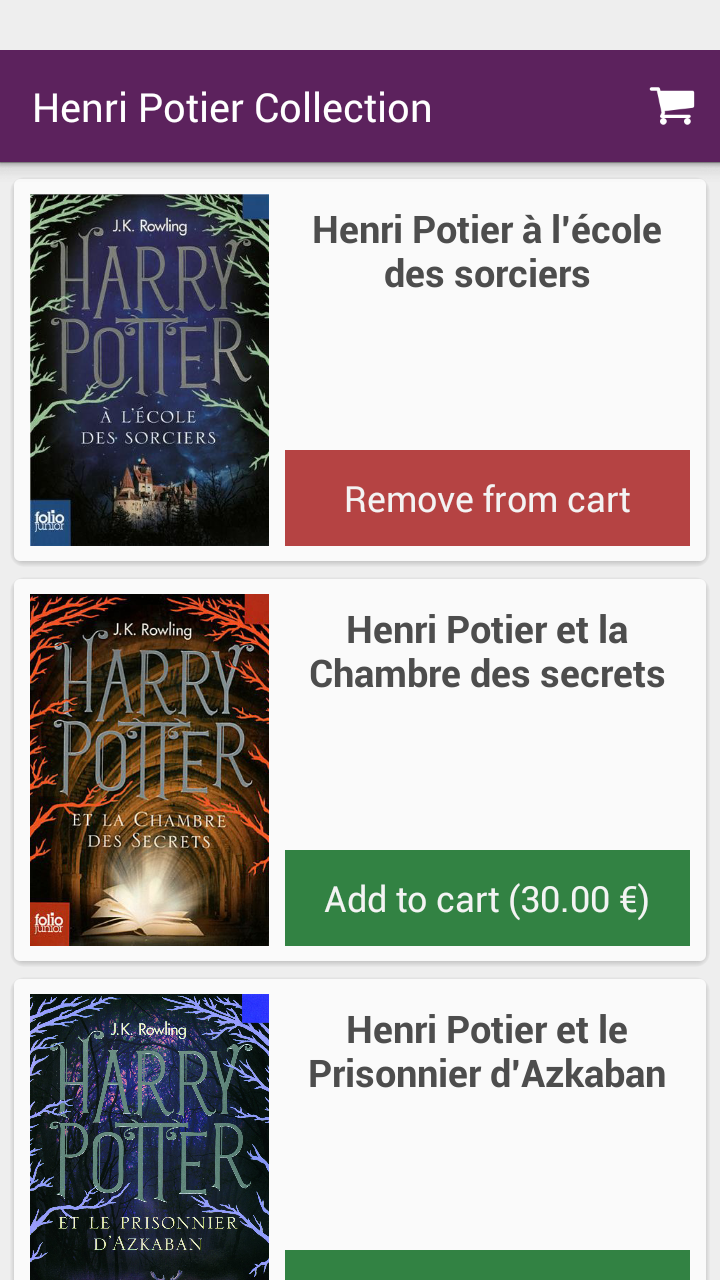 Henri Potier Collection
J.K. Rowling
HARRY
POTTER
À L'ÉCOLE
DES SORCIERS
folio
junior
Henri Potier à l'école
des sorciers
Remove from cart
J.K. Rowling
HARRY
POTTER
ET LA CHAMBRE
DES SECRETS
folio
junior
Henri Potier et la
Chambre des secrets
Add to cart (30.00 €)
J.K. Rowling
HARRY
POTTER
ET LE PRISONNIER
D'AZKABAN
Henri Potier et le
Prisonnier d'Azkaban